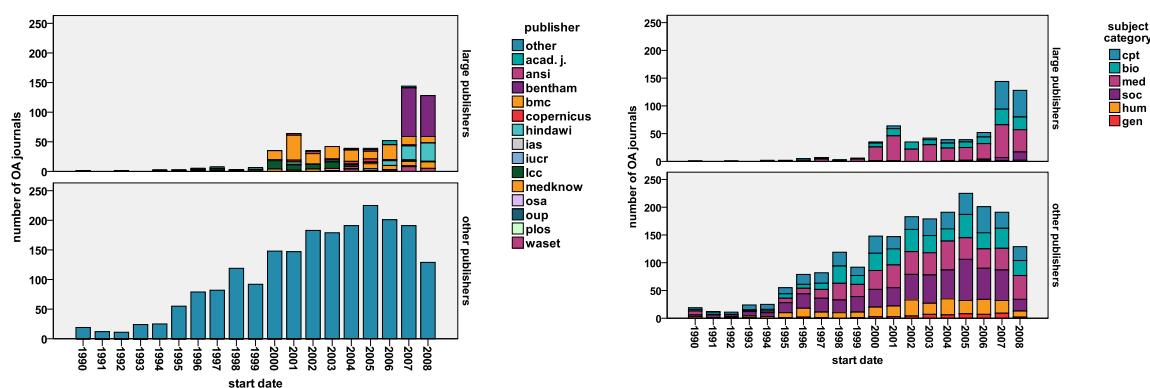 250
200
150
100
50
0
large publishers
250
200
150
100
50
0
other publishers
number of OA journals
1990
1991
1992
1993
1994
1995
1996
1997
1998
1999
2000
2001
2002
2003
2004
2005
2006
2007
2008
start date
publisher
other
acad. j.
ansi
bentham
bmc
copernicus
hindawi
ias
iucr
lcc
medknow
osa
oup
plos
waset
250
200
150
100
50
0
large publishers
250
200
150
100
50
0
other publishers
number of OA journals
1990
1991
1992
1993
1994
1995
1996
1997
1998
1999
2000
2001
2002
2003
2004
2005
2006
2007
2008
start date
subject
category
cpt
bio
med
soc
hum
gen